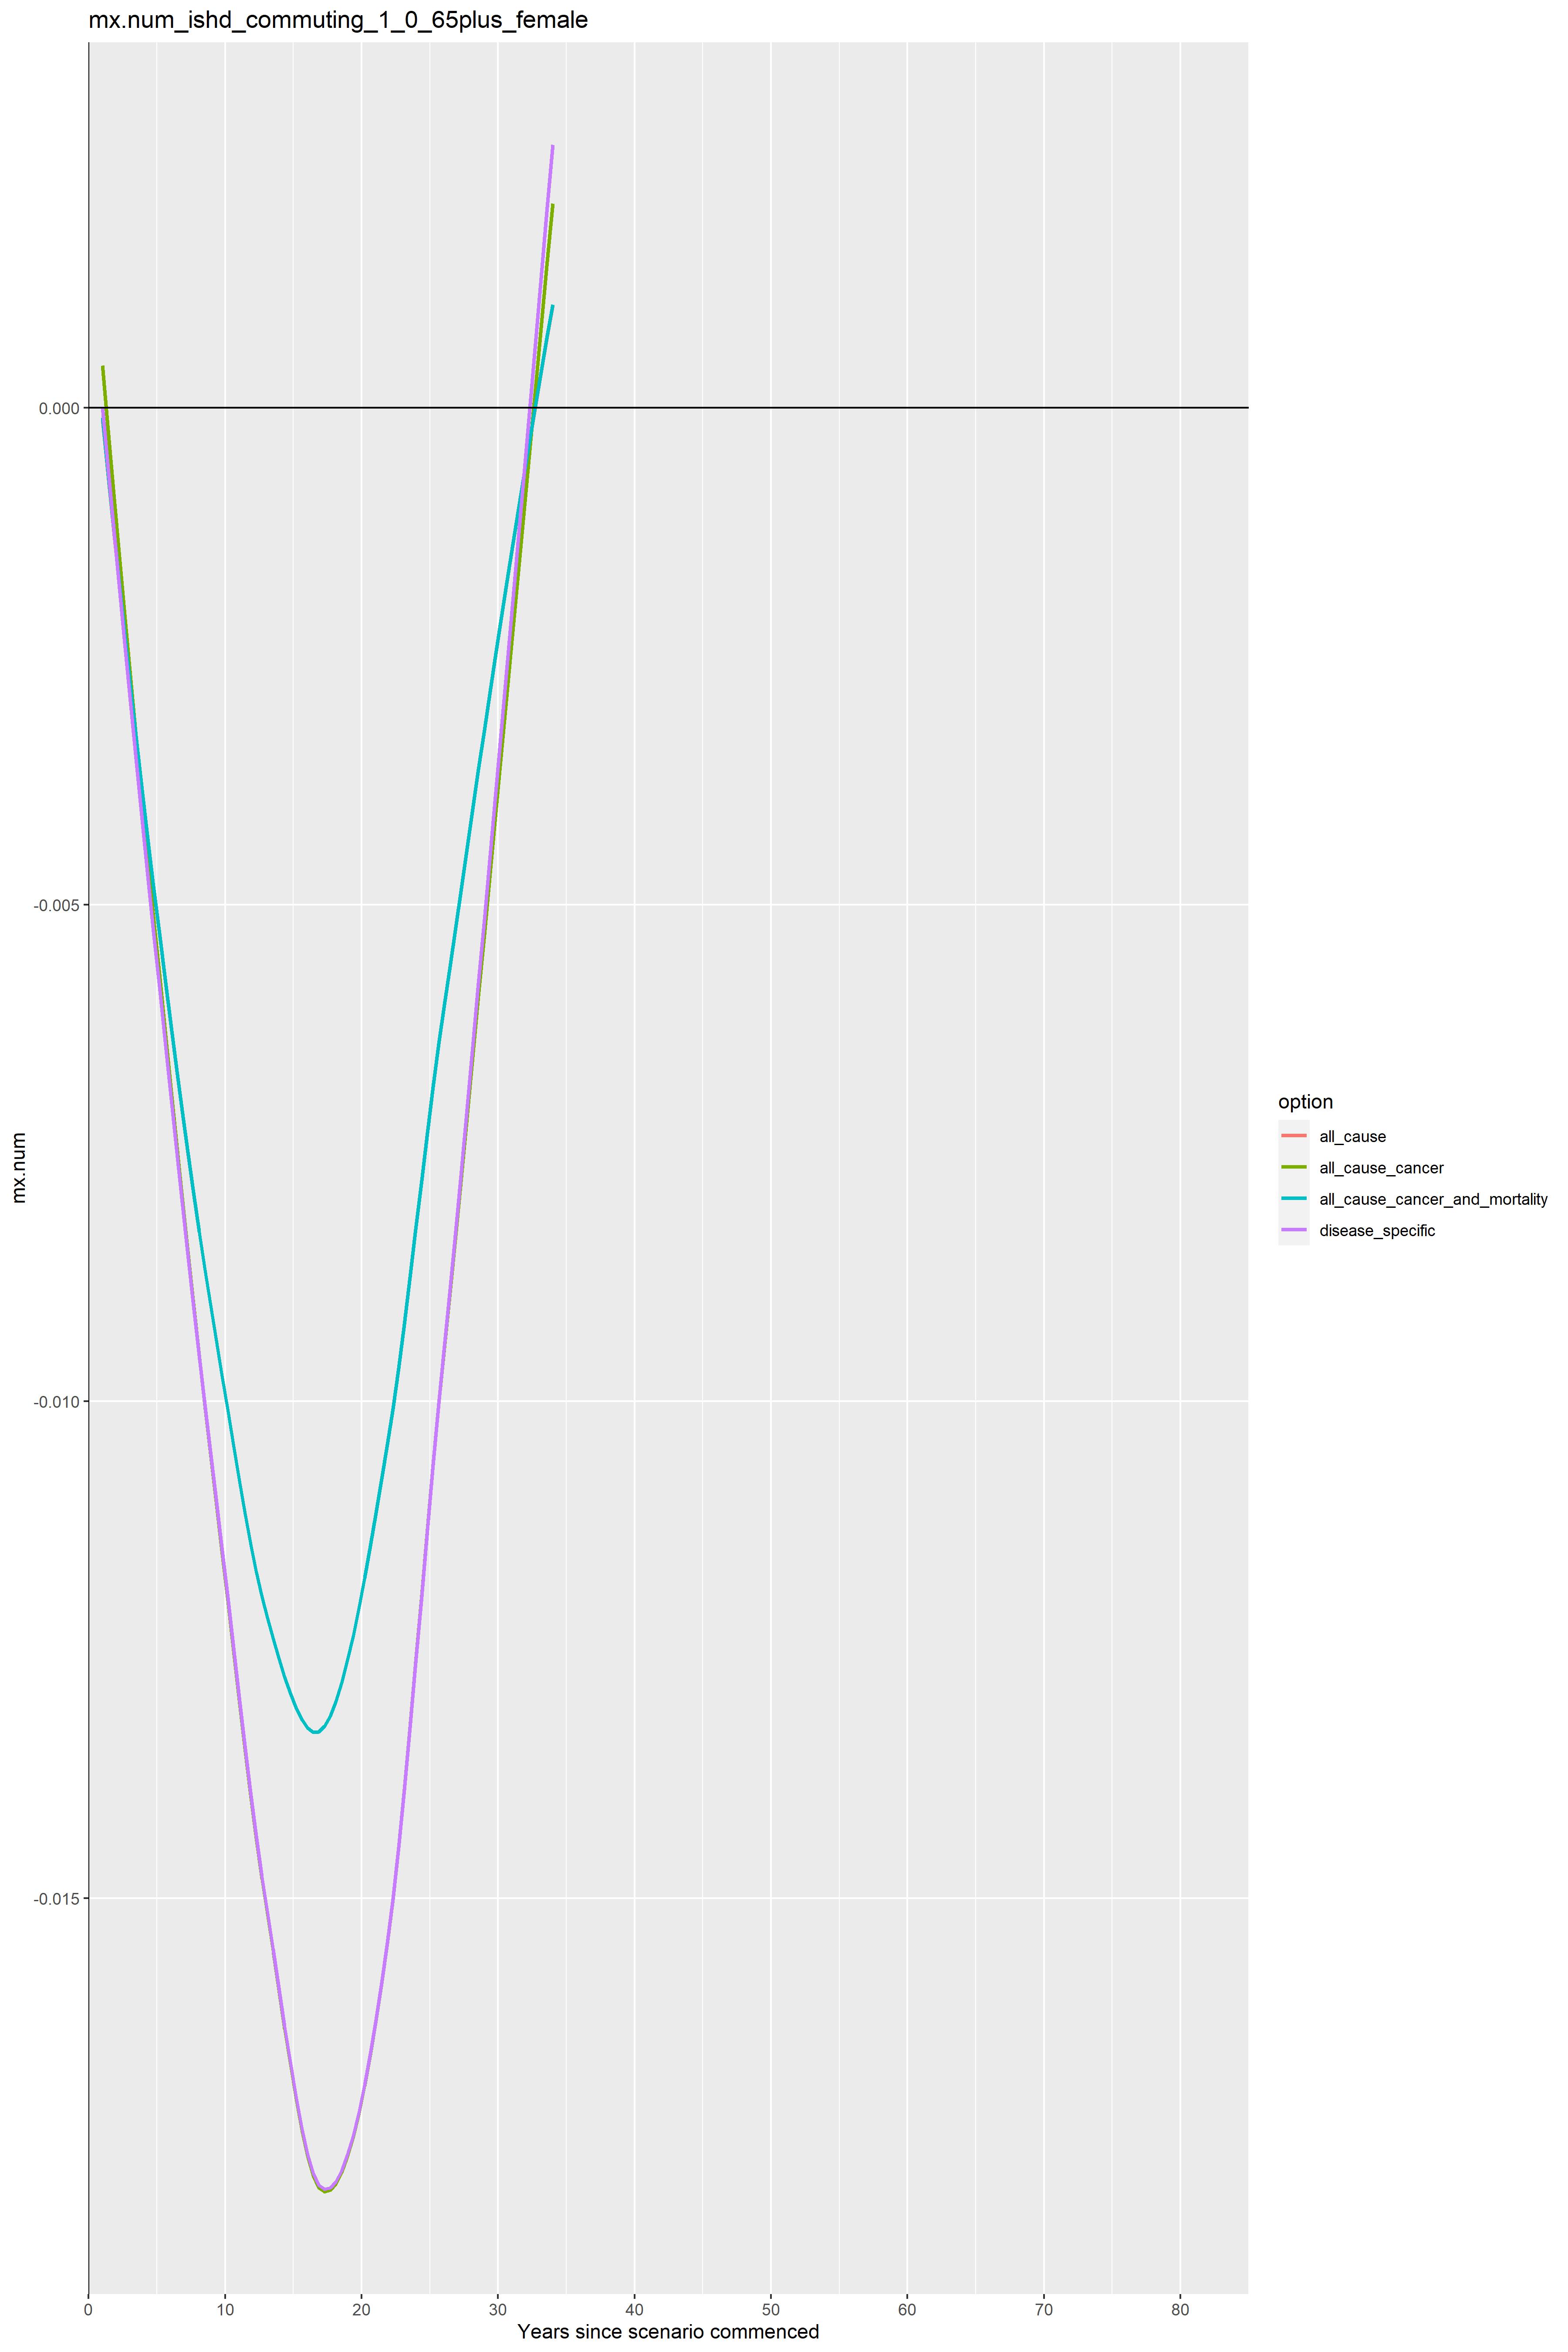 mx.num_ishd_commuting_1_0_65plus_female
0.000
-0.005
-0.010
-0.015
mx.num
0 10 20 30 40 50 60 70 80
Years since scenario commenced
option
all_cause
all_cause_cancer
all_cause_cancer_and_mortality
disease_specific